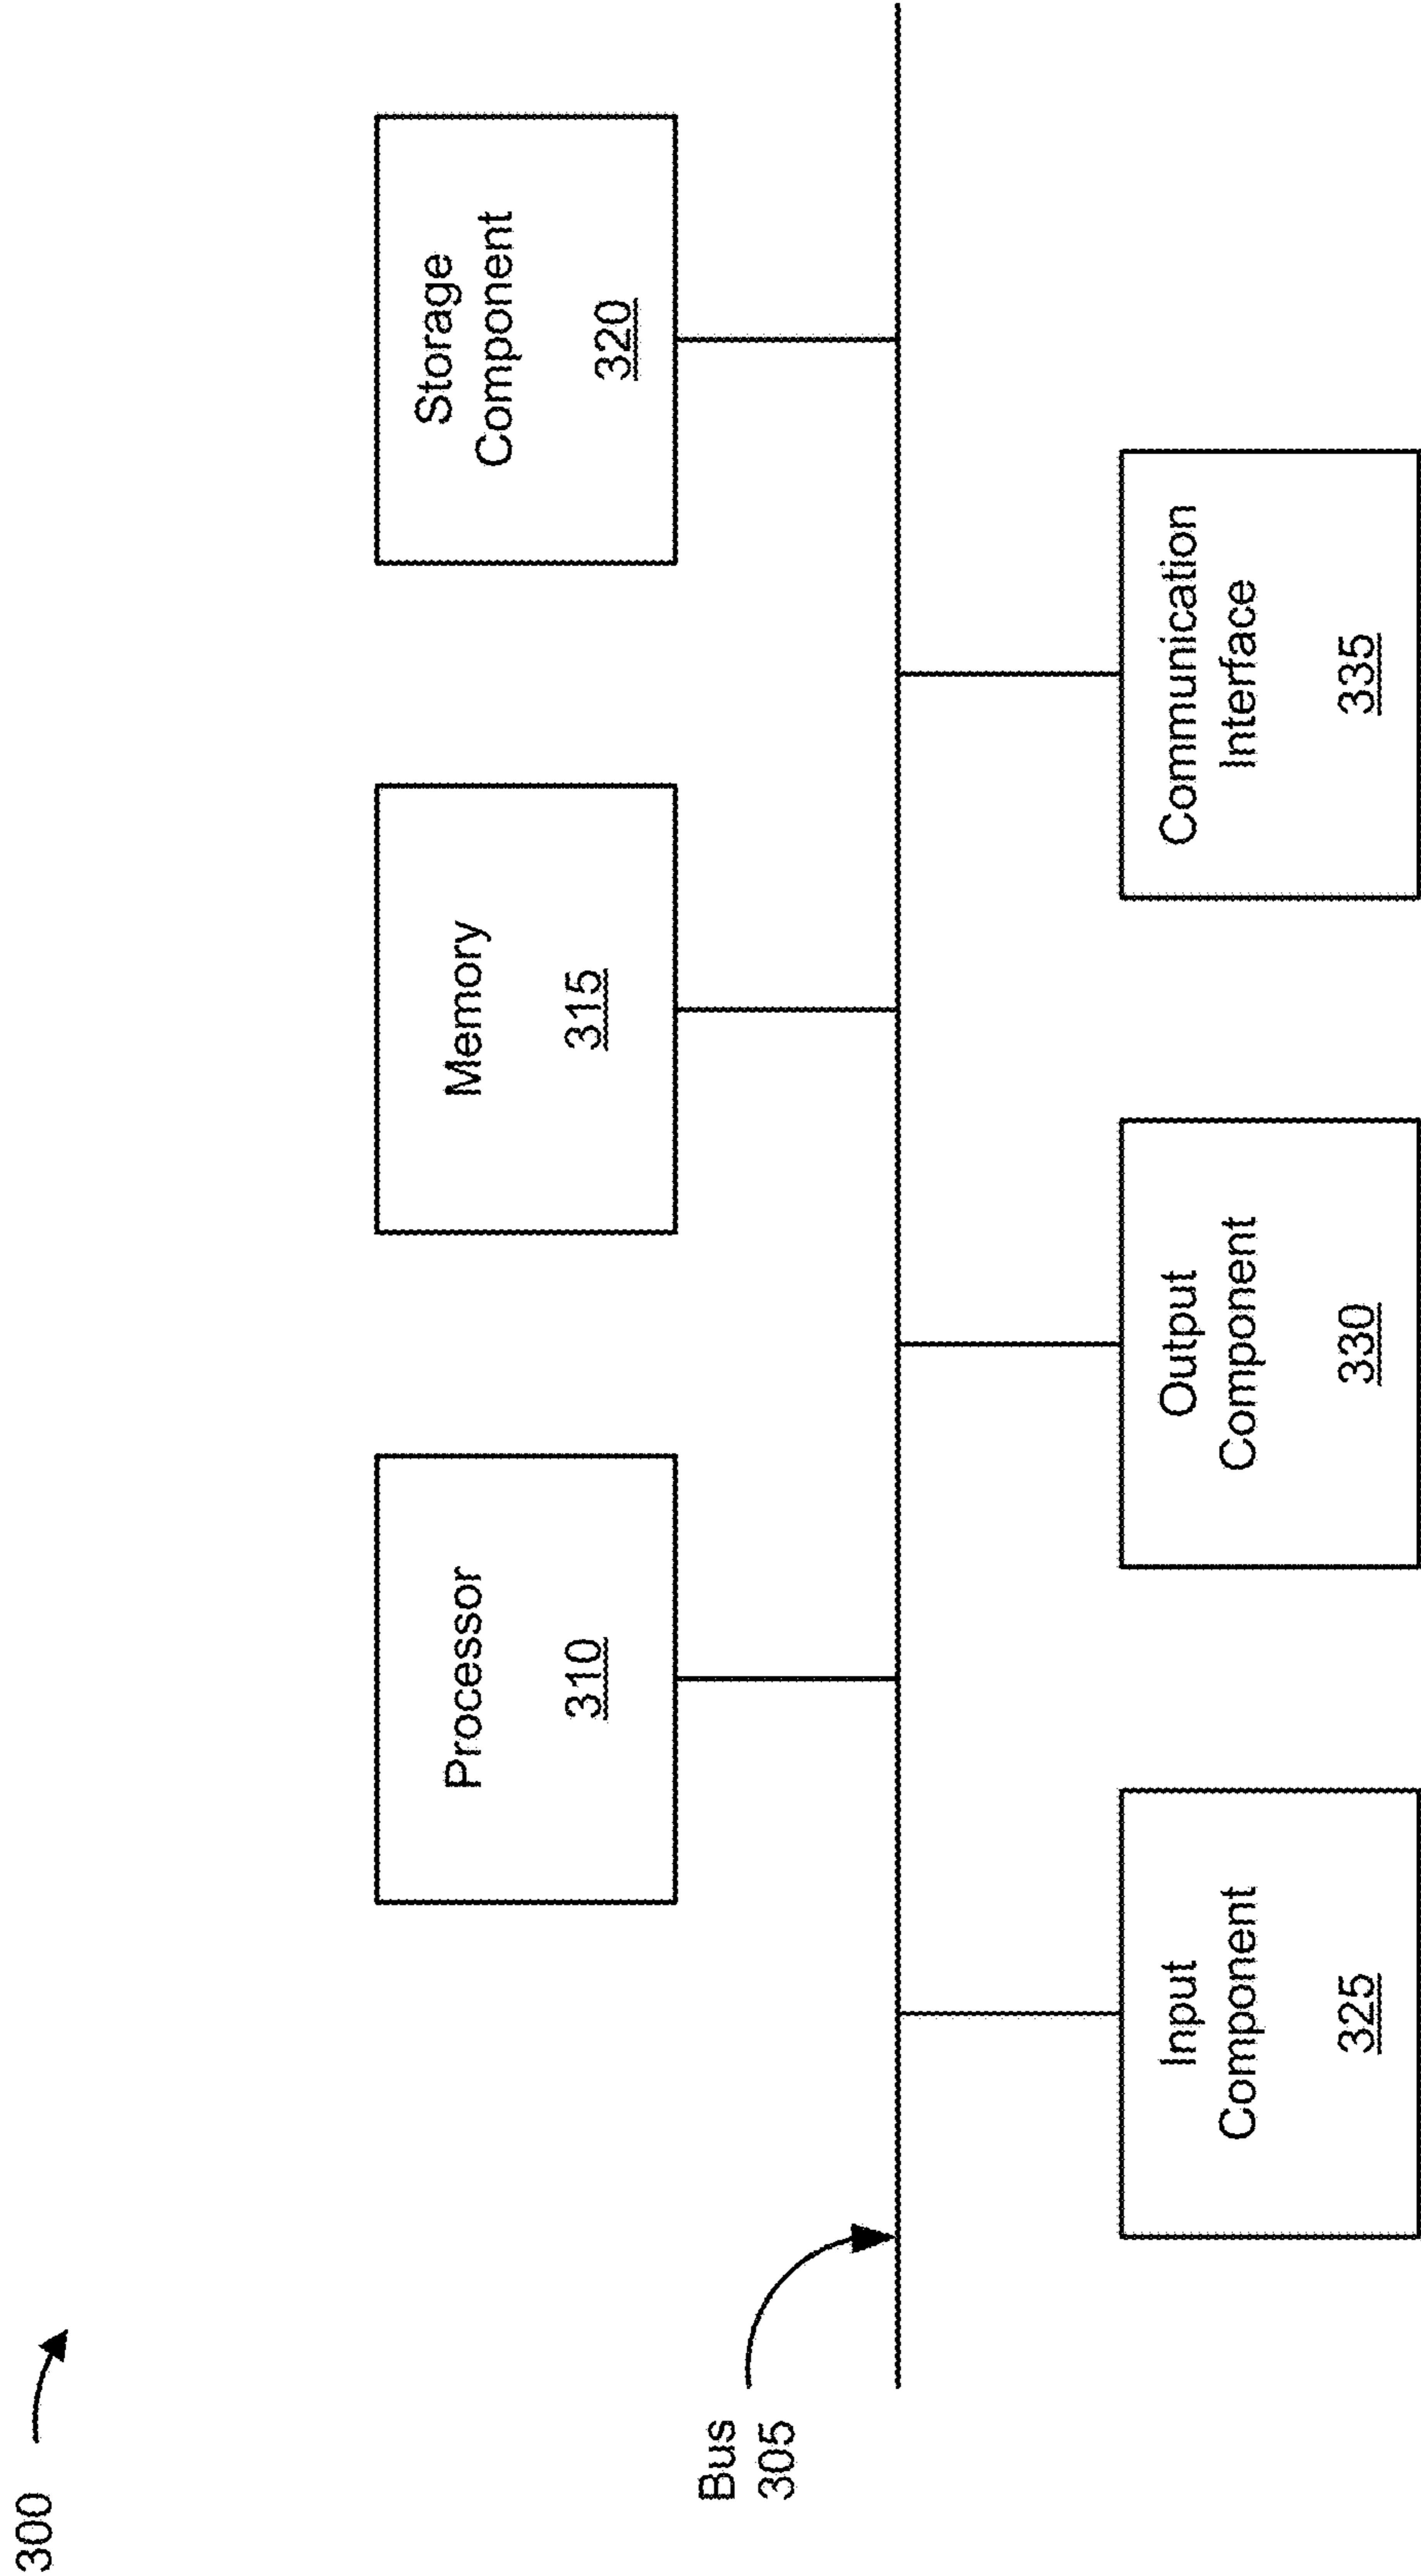 300
Bus
305
Processor
310
Memory
315
Storage
Component
320
Input
Component
325
Output
Component
330
Communication
Interface
335